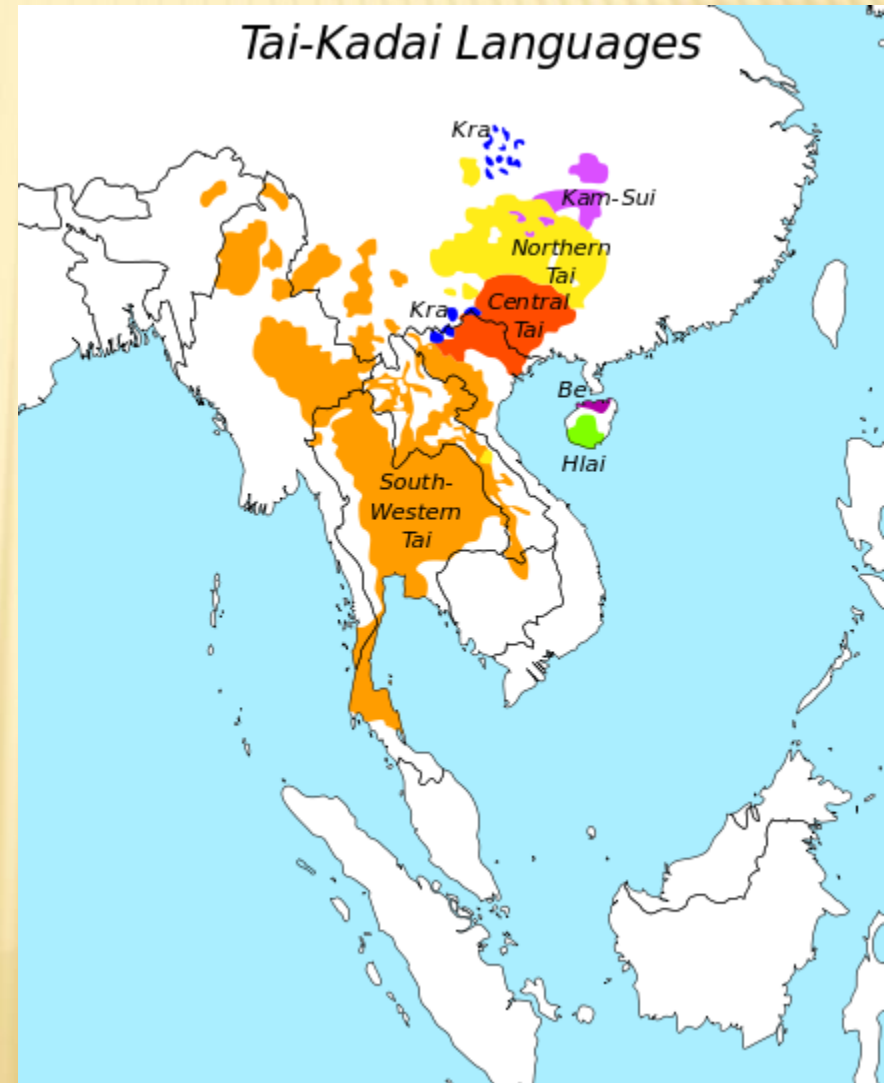 Tai-Kadai Languages
Kra
Kam-Sui
Northern
Tai
Central
Tai
Kra
Be
Hlai
South-
Western
Tai